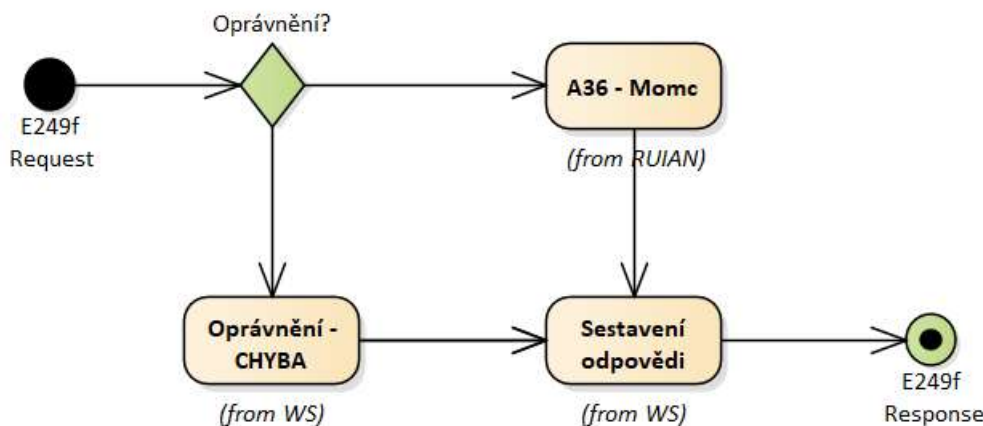 Oprávnění?
E249f
Request
A36 - Momc
(from RUIAN)
Oprávnění -
CHYBA
(from WS)
Sestavení
odpovědi
(from WS)
E249f
Response